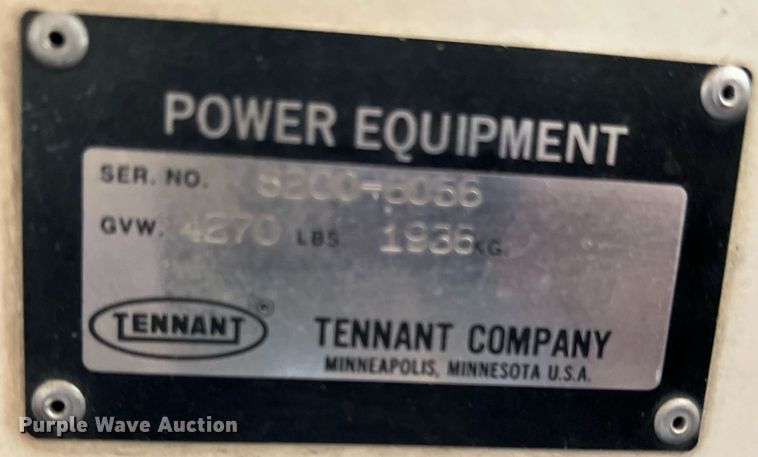 POWER EQUIPMENT
SER. NO. 8200-6056
GVW. 4270 LBS 1936 KG.
TENNANT ®
TENNANT COMPANY
MINNEAPOLIS, MINNESOTA U.S.A.
Purple Wave Auction